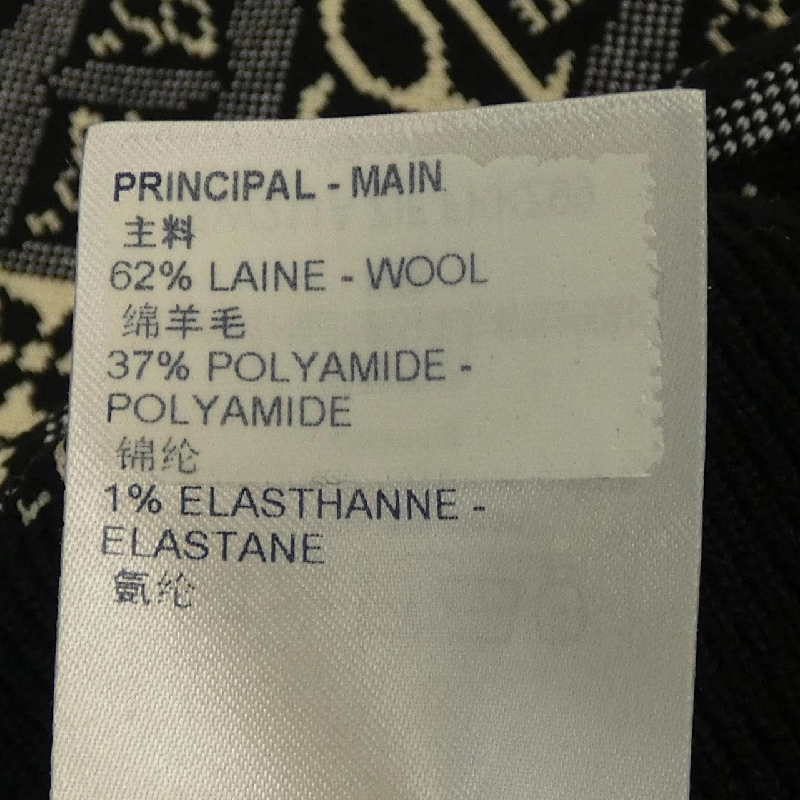 PRINCIPAL - MAIN
主料
62% LAINE - WOOL
绵羊毛
37% POLYAMIDE -
POLYAMIDE
锦纶
1% ELASTHANNE -
ELASTANE
氨纶